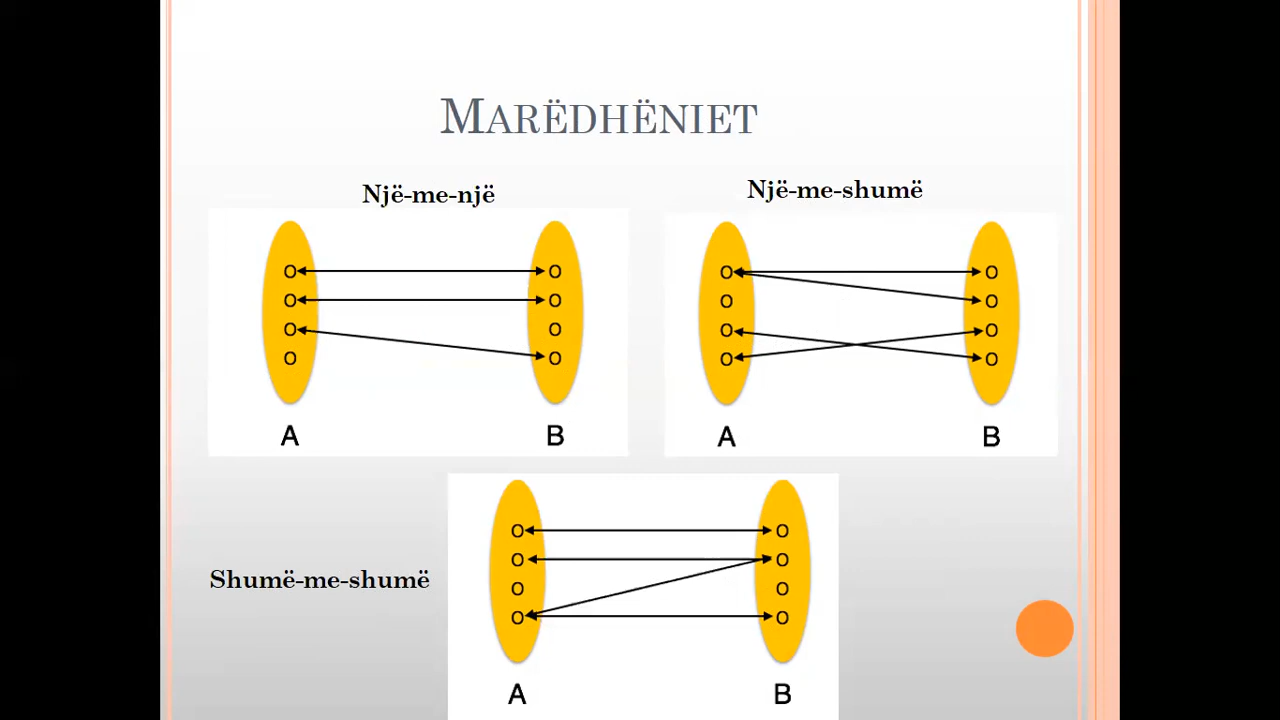 MARËDHËNIET
Një-me-një
Një-me-shumë
A B
A B
Shumë-me-shumë
A B